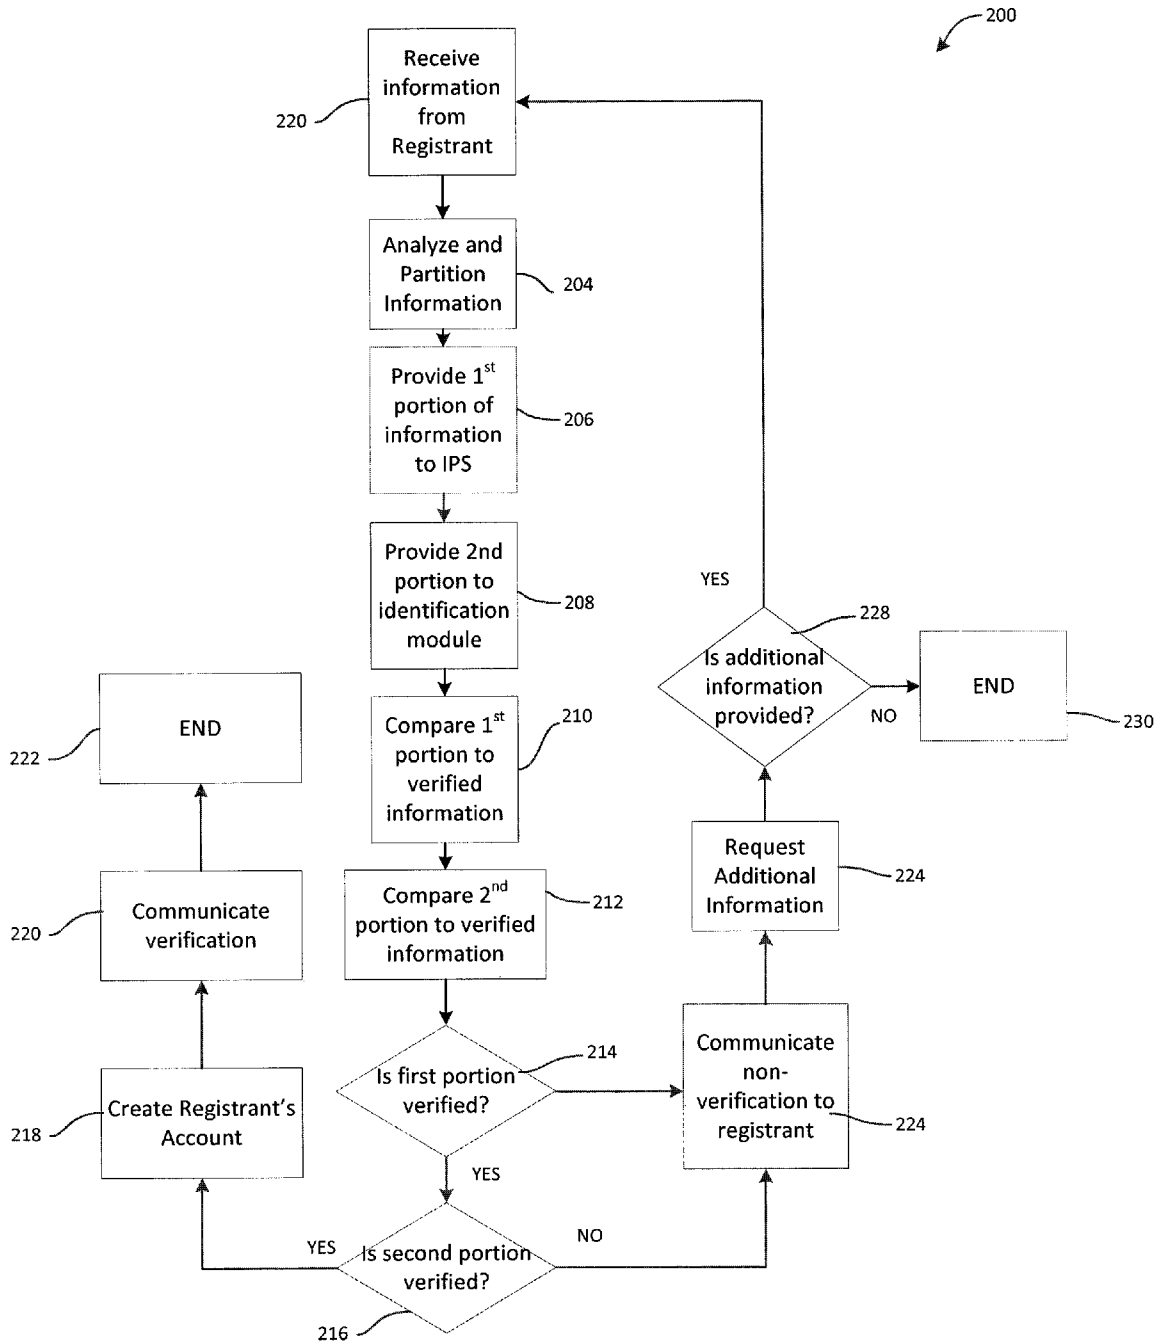 200
Receive
information
from
Registrant
220
Analyze and
Partition
Information
204
Provide 1st
portion of
information
to IPS
206
Provide 2nd
portion to
identification
module
208
Compare 1st
portion to
verified
information
210
Compare 2nd
portion to verified
information
212
Is first portion
verified?
214
YES
Is second portion
verified?
216
YES
NO
Create Registrant's
Account
218
Communicate
verification
220
END
222
Communicate
non-
verification to
registrant
224
Request
Additional
Information
224
Is additional
information
provided?
228
YES
NO
END
230